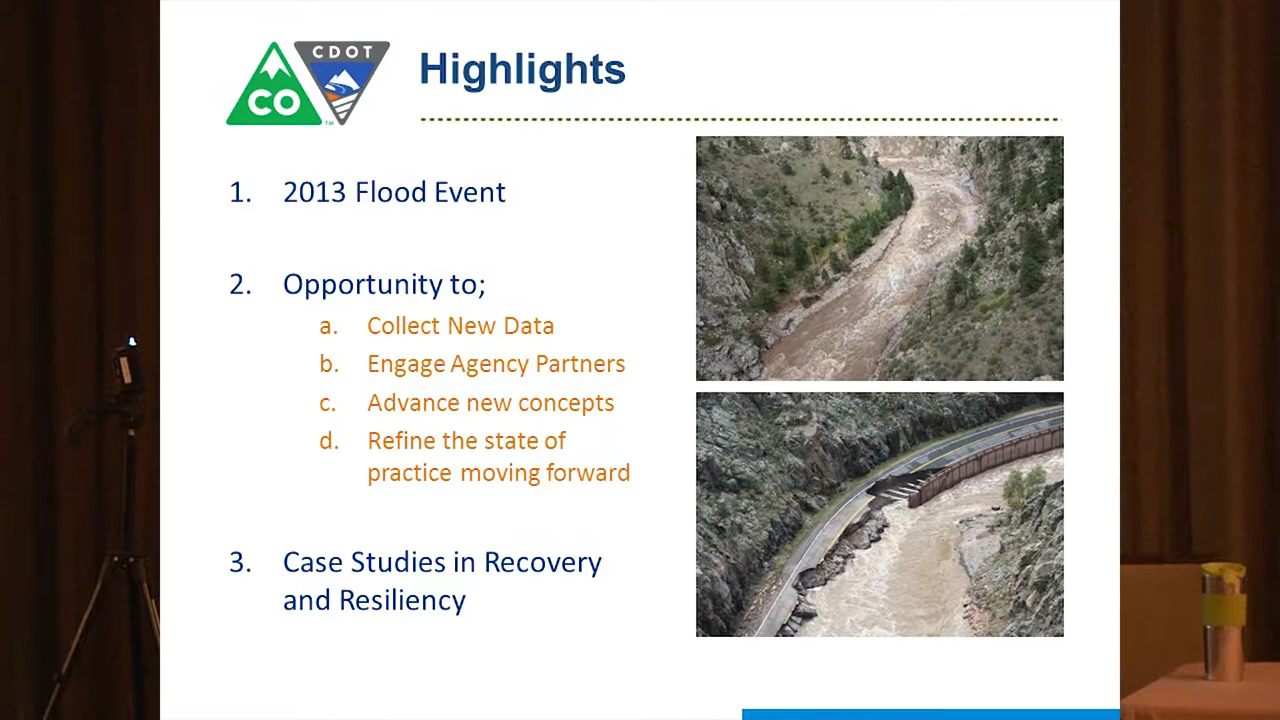 CDOT
CO
TM
Highlights
1. 2013 Flood Event
2. Opportunity to;
a. Collect New Data
b. Engage Agency Partners
c. Advance new concepts
d. Refine the state of
practice moving forward
3. Case Studies in Recovery
and Resiliency